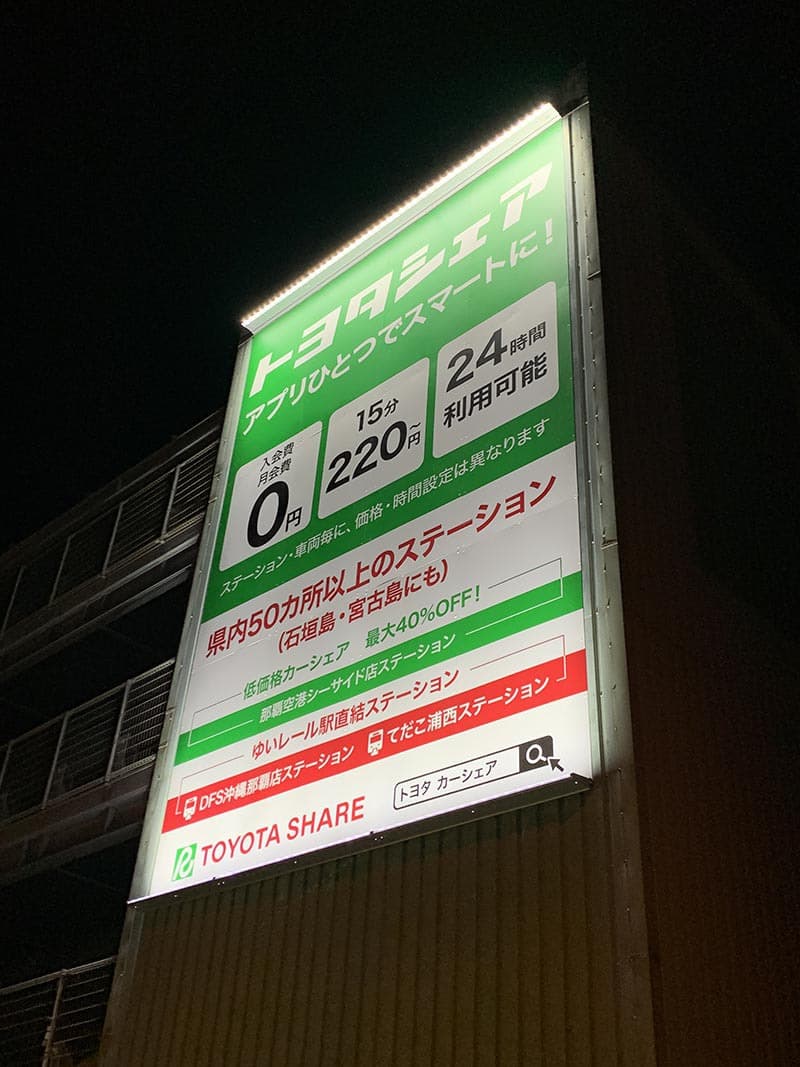 トヨタシェア
アプリひとつでスマートに!
入会費
月会費
0円
15分
220円~
24時間
利用可能
ステーション・車両毎に、価格・時間設定は異なります
県内50カ所以上のステーション
(石垣島・宮古島にも)
低価格カーシェア 最大40%OFF!
那覇空港シーサイド店ステーション
ゆいレール駅直結ステーション
DFS沖縄那覇店ステーション てだこ浦西ステーション
トヨタ カーシェア
TOYOTA SHARE